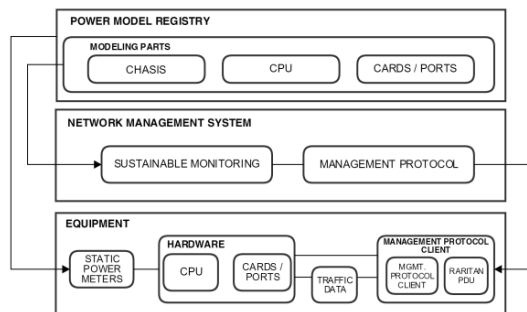 POWER MODEL REGISTRY
MODELING PARTS
CHASIS
CPU
CARDS / PORTS
NETWORK MANAGEMENT SYSTEM
SUSTAINABLE MONITORING
MANAGEMENT PROTOCOL
EQUIPMENT
STATIC
POWER
METERS
HARDWARE
CPU
CARDS /
PORTS
TRAFFIC
DATA
MANAGEMENT PROTOCOL
CLIENT
MGMT.
PROTOCOL
CLIENT
RARITAN
PDU